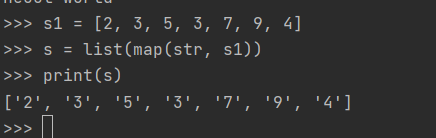 >>> s1 = [2, 3, 5, 3, 7, 9, 4]
>>> s = list(map(str, s1))
>>> print(s)
['2', '3', '5', '3', '7', '9', '4']
>>>